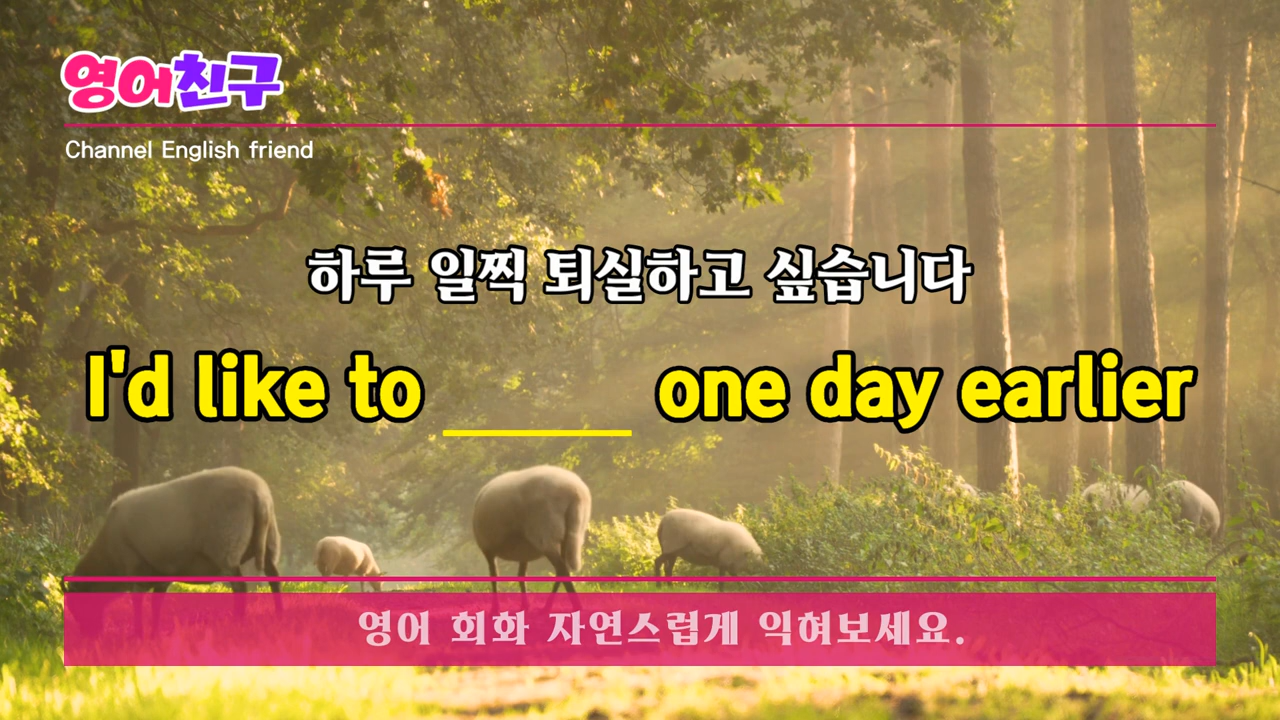 영어친구
Channel English friend
하루 일찍 퇴실하고 싶습니다
I'd like to _____ one day earlier
영어 회화 자연스럽게 익혀보세요.